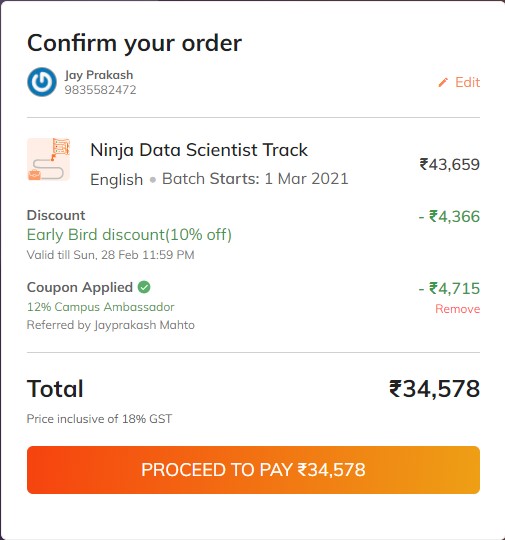 Confirm your order
Jay Prakash
9835582472
Edit
Ninja Data Scientist Track
English • Batch Starts: 1 Mar 2021
₹43,659
Discount
Early Bird discount(10% off)
Valid till Sun, 28 Feb 11:59 PM
- ₹4,366
Coupon Applied
12% Campus Ambassador
Referred by Jayprakash Mahto
- ₹4,715
Remove
Total
₹34,578
Price inclusive of 18% GST
PROCEED TO PAY ₹34,578